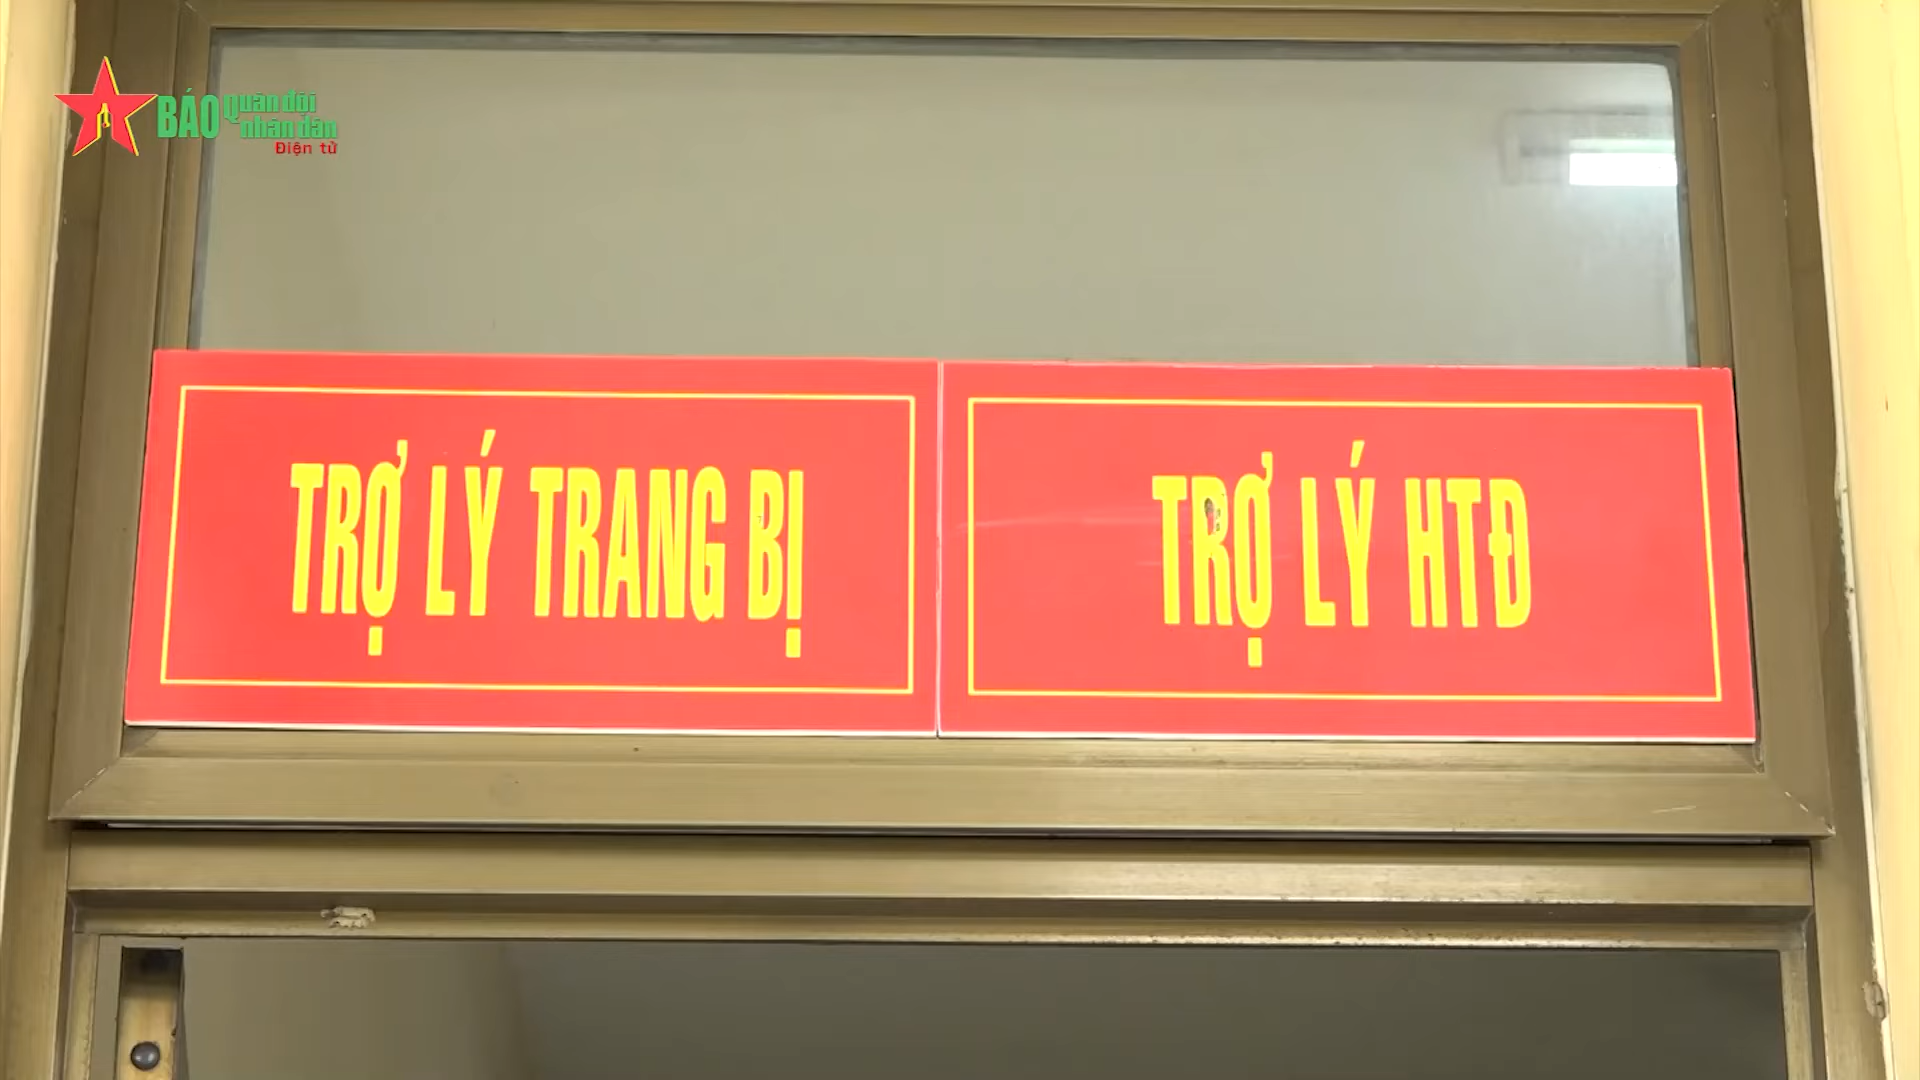 BÁO Quân đội
nhân dân
Điện tử
TRỢ LÝ TRANG BỊ
TRỢ LÝ HTĐ